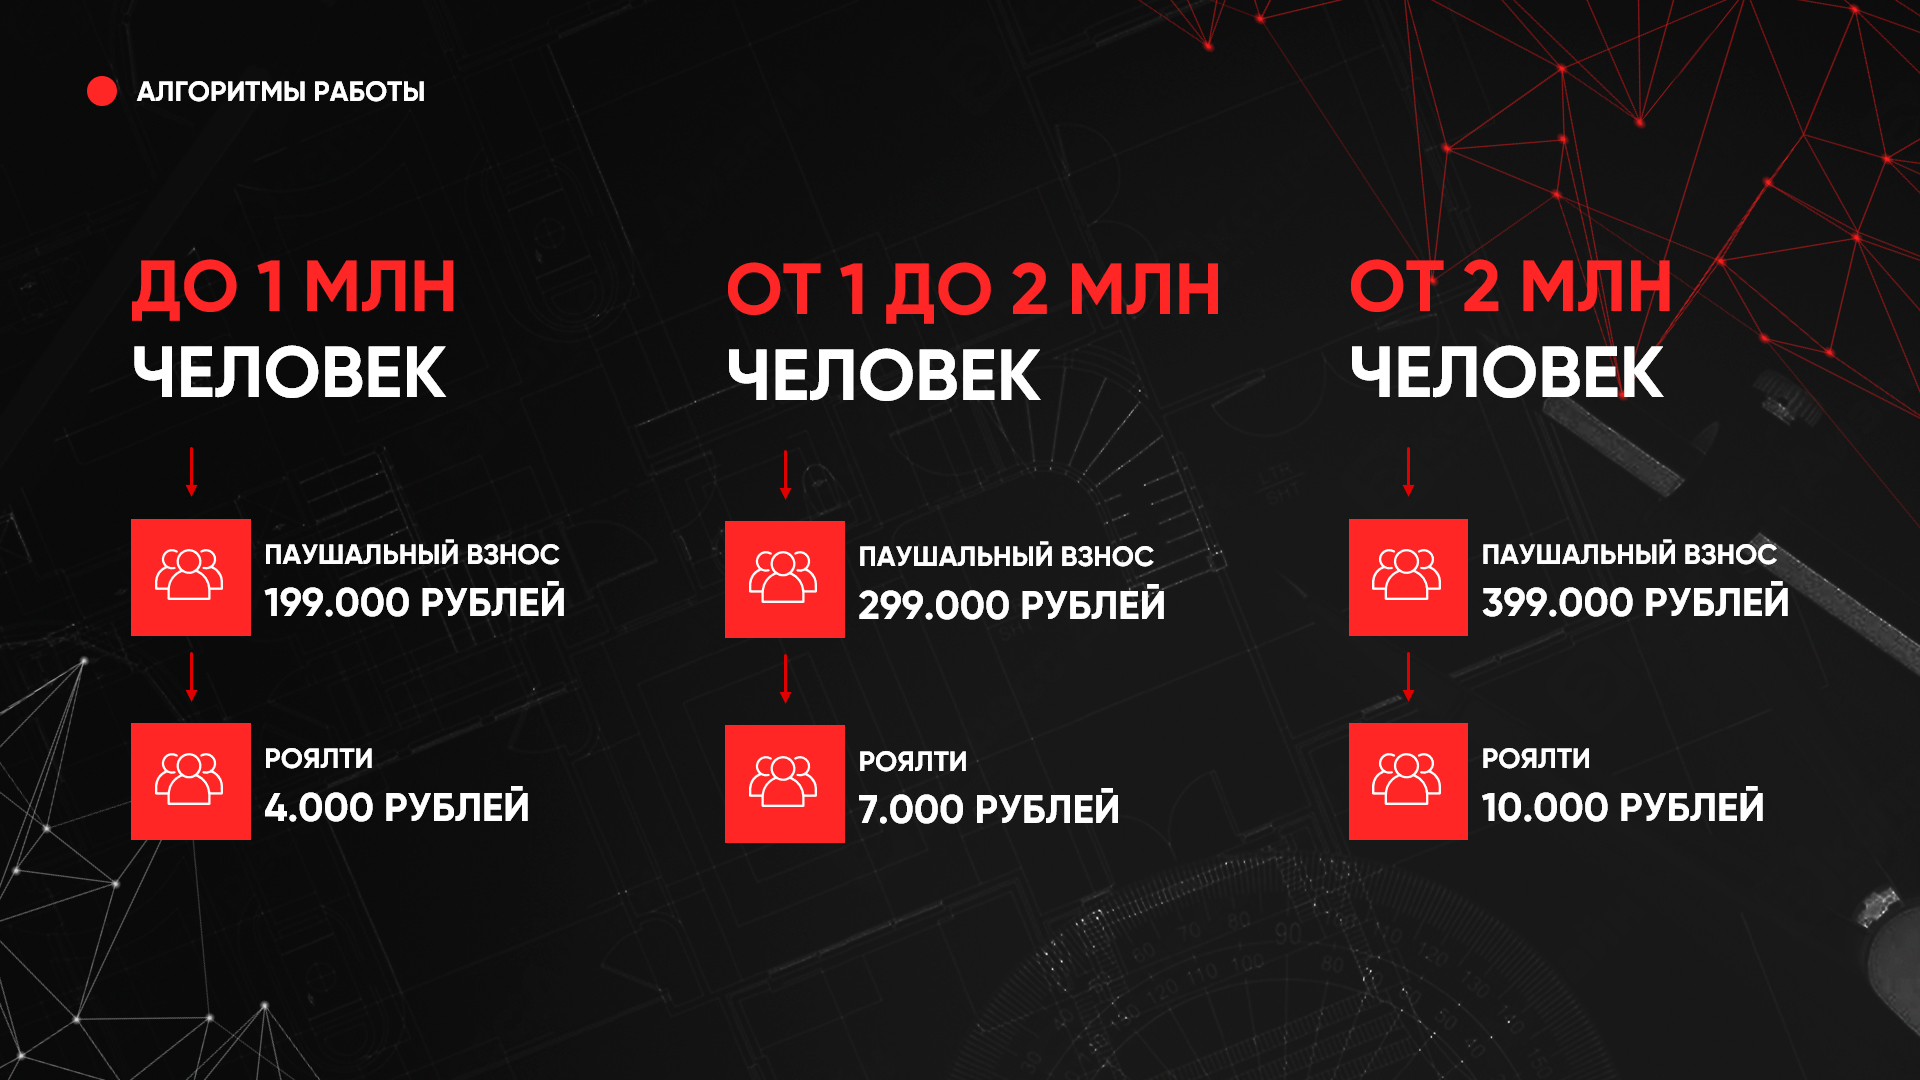 АЛГОРИТМЫ РАБОТЫ
ДО 1 МЛН
ЧЕЛОВЕК
ПАУШАЛЬНЫЙ ВЗНОС
199.000 РУБЛЕЙ
РОЯЛТИ
4.000 РУБЛЕЙ
ОТ 1 ДО 2 МЛН
ЧЕЛОВЕК
ПАУШАЛЬНЫЙ ВЗНОС
299.000 РУБЛЕЙ
РОЯЛТИ
7.000 РУБЛЕЙ
ОТ 2 МЛН
ЧЕЛОВЕК
ПАУШАЛЬНЫЙ ВЗНОС
399.000 РУБЛЕЙ
РОЯЛТИ
10.000 РУБЛЕЙ